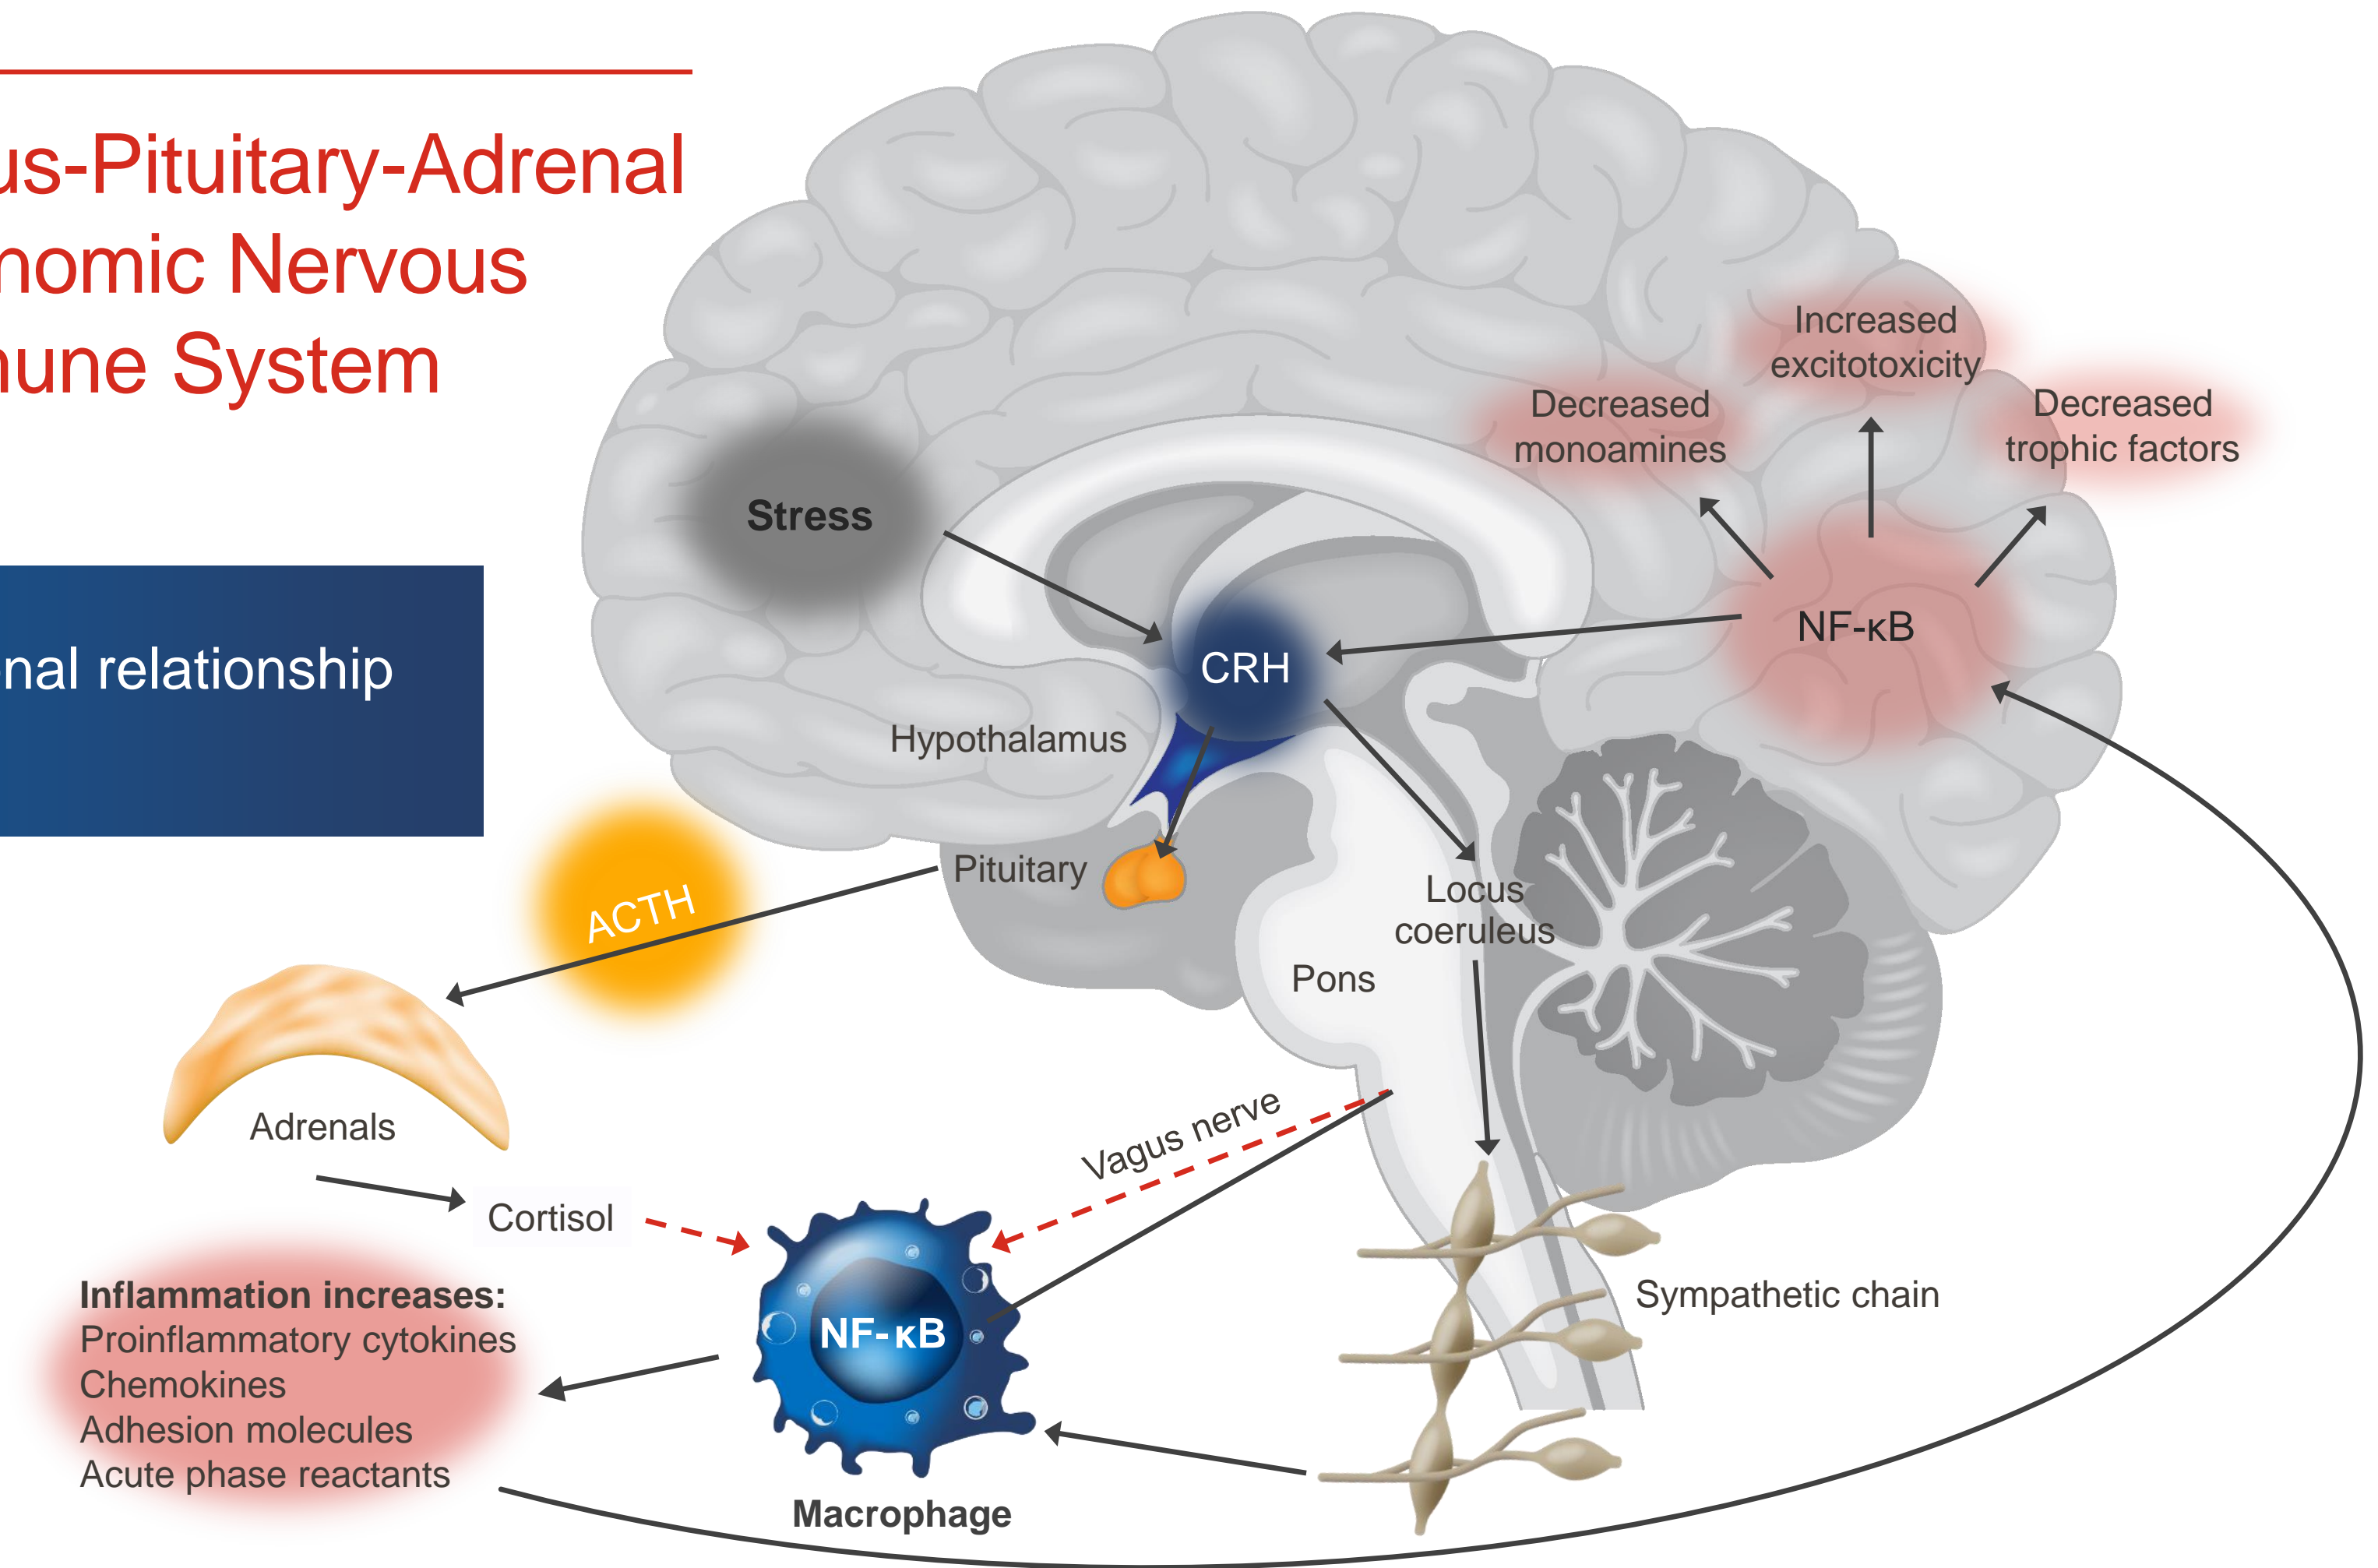 us-Pituitary-Adrenal
nomic Nervous
nune System
nal relationship
Stress
Decreased
monoamines
Increased
excitotoxicity
Decreased
trophic factors
NF-κB
CRH
Hypothalamus
Pituitary
ACTH
Locus
coeruleus
Pons
Adrenals
Vagus nerve
Cortisol
Inflammation increases:
Proinflammatory cytokines
Chemokines
Adhesion molecules
Acute phase reactants
NF-κB
Macrophage
Sympathetic chain